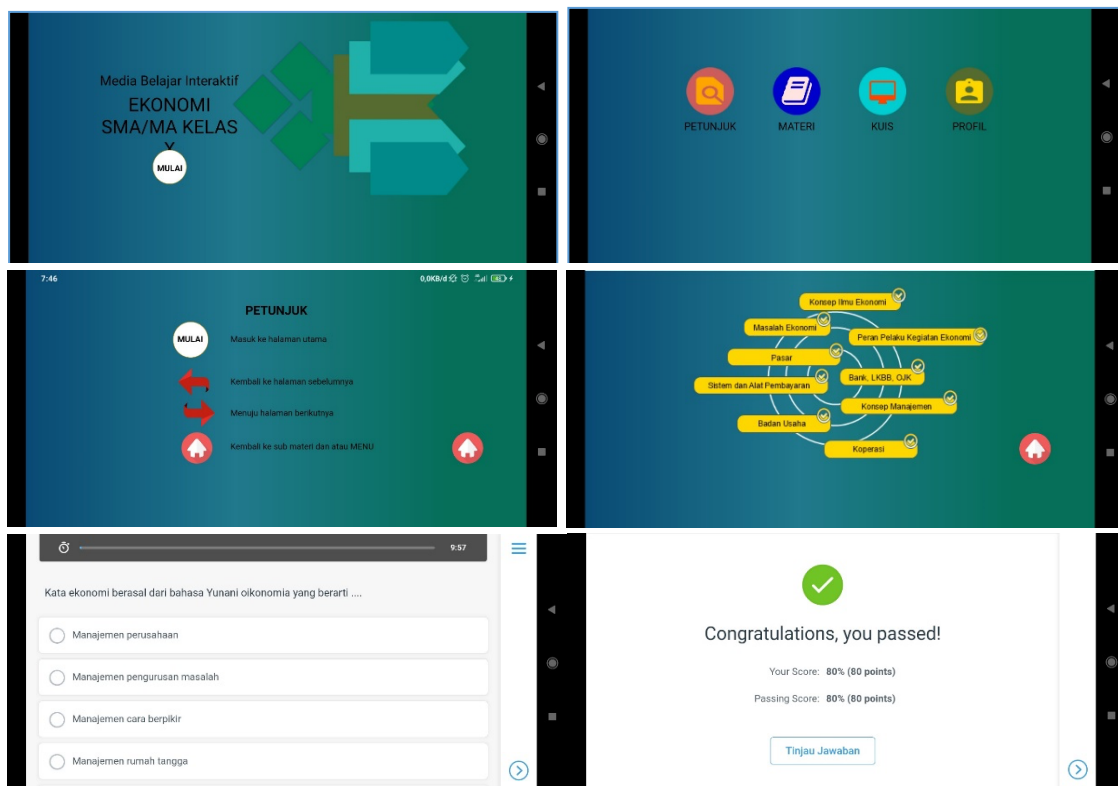 Media Belajar Interaktif
EKONOMI
SMA/MA KELAS
X
MULAI
PETUNJUK
MATERI
KUIS
PROFIL
7:46
0,0KB/d
PETUNJUK
MULAI
Masuk ke halaman utama
Kembali ke halaman sebelumnya
Menuju halaman berikutnya
Kembali ke sub materi dan atau MENU
Konsep Ilmu Ekonomi
Masalah Ekonomi
Peran Pelaku Kegiatan Ekonomi
Pasar
Bank, LKBB, OJK
Sistem dan Alat Pembayaran
Konsep Manajemen
Badan Usaha
Koperasi
9:57
Kata ekonomi berasal dari bahasa Yunani oikonomia yang berarti ....
Manajemen perusahaan
Manajemen pengurusan masalah
Manajemen cara berpikir
Manajemen rumah tangga
Congratulations, you passed!
Your Score: 80% (80 points)
Passing Score: 80% (80 points)
Tinjau Jawaban